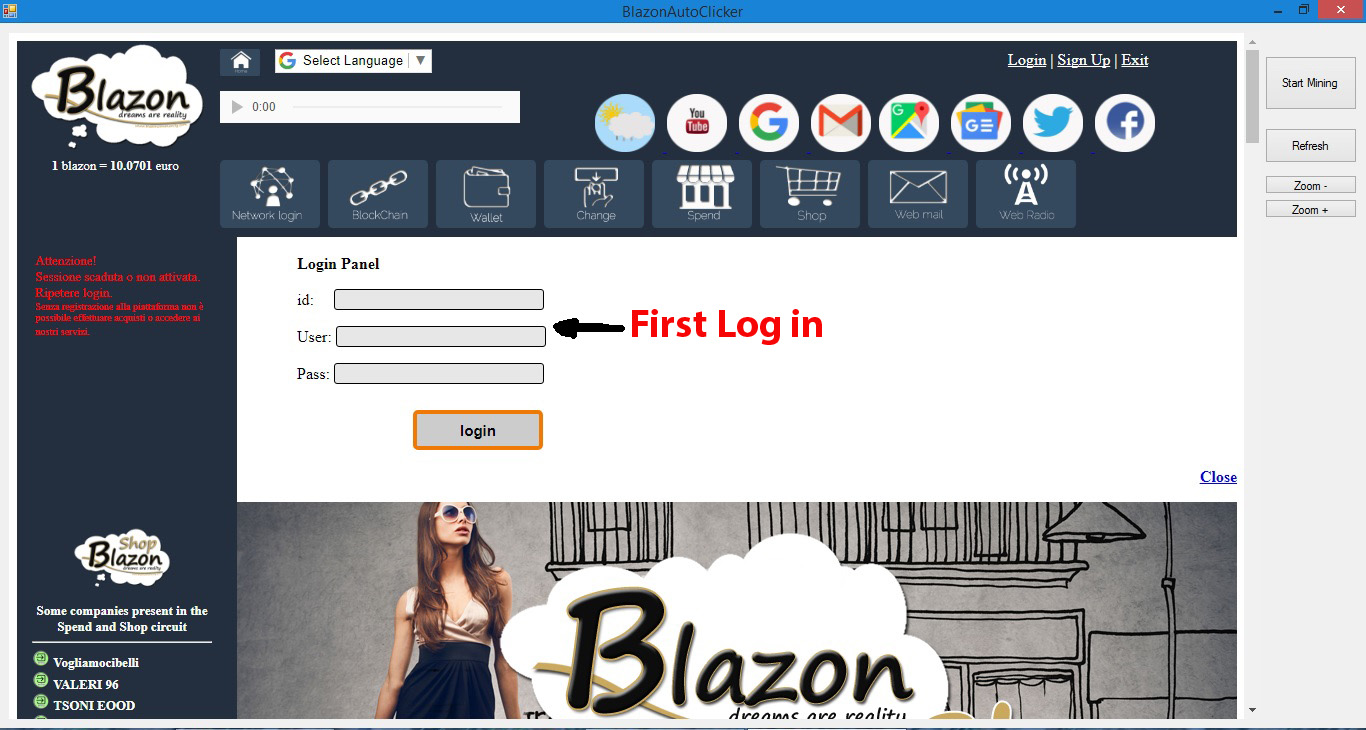 BlazonAutoClicker
Blazon
dreams are reality
1 blazon = 10.0701 euro
Home
Select Language ▼
Login | Sign Up | Exit
0:00
You
Tube
G
G
GE
Network login
BlockChain
Wallet
Change
Spend
Shop
Web mail
Web Radio
Start Mining
Refresh
Zoom -
Zoom +
Attenzione!
Sessione scaduta o non attivata.
Ripetere login.
Senza registrazione alla piattaforma non è
possibile effettuare acquisti o accedere ai
nostri servizi.
Login Panel
id:
User:
First Log in
Pass:
login
Close
Shop
Blazon
dreams are reality
Some companies present in the
Spend and Shop circuit
Vogliamocibelli
VALERI 96
TSONI EOOD
Blazon
dreams are reality